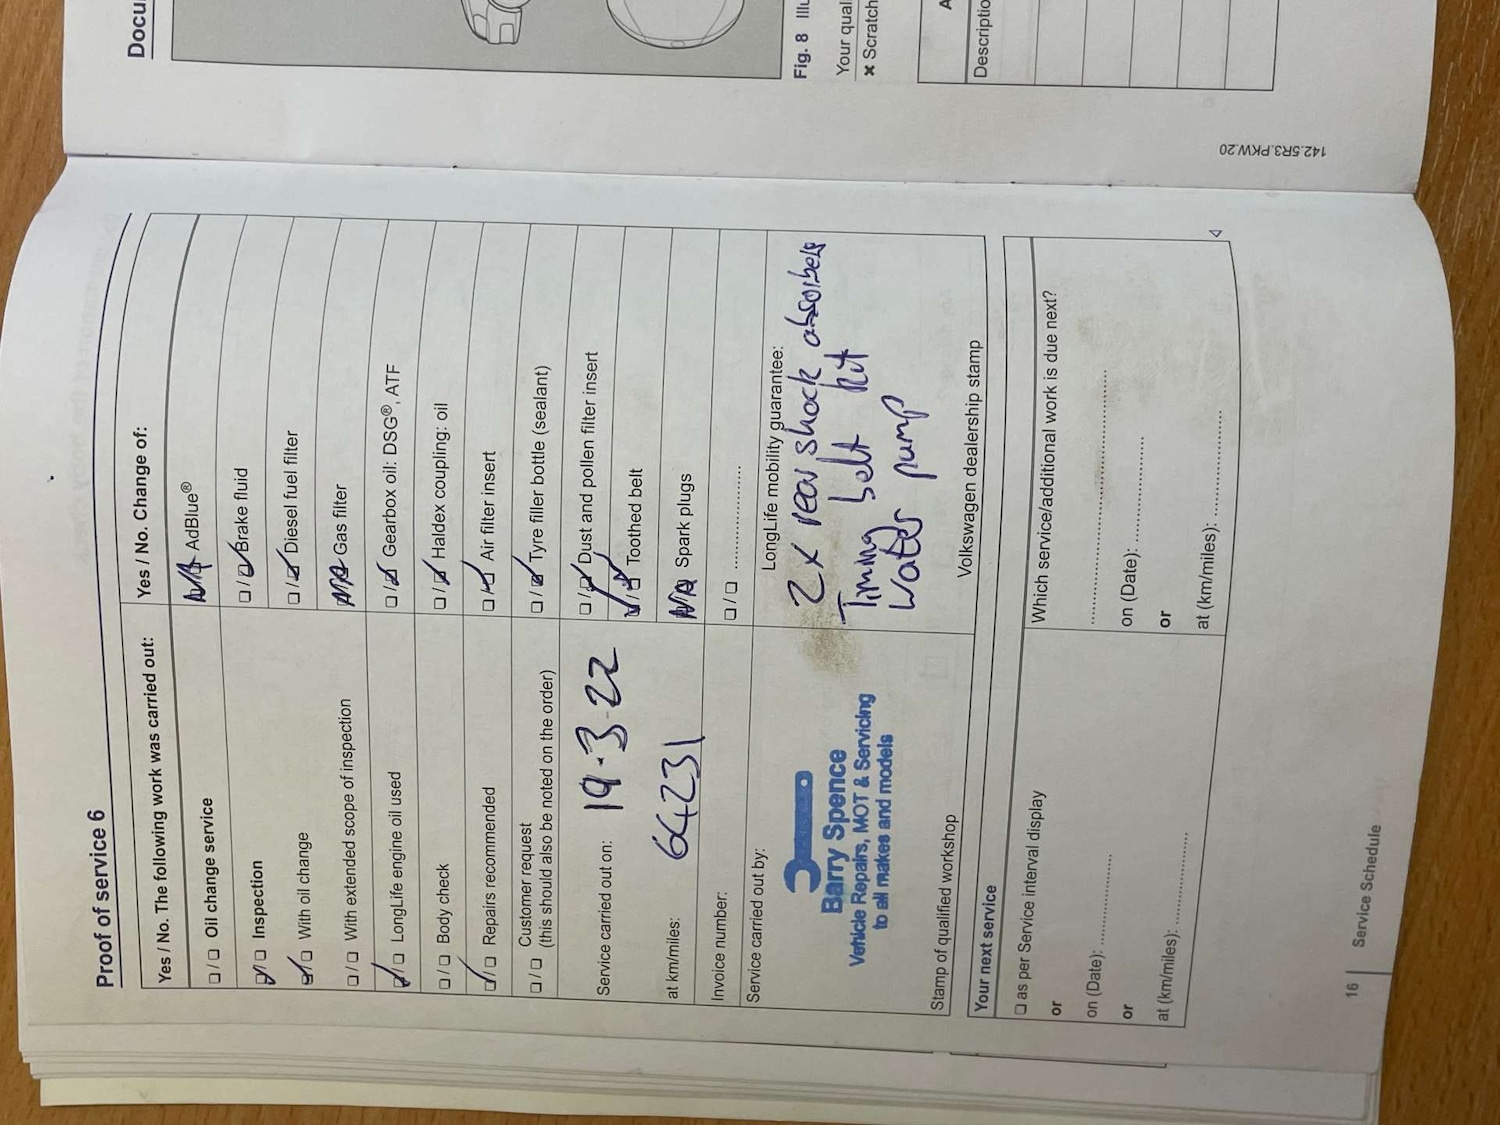 Proof of service 6
Yes / No. The following work was carried out:
Yes / No. Change of:
Oil change service
N/A AdBlue®
Inspection
Brake fluid
With oil change
Diesel fuel filter
With extended scope of inspection
N/A Gas filter
LongLife engine oil used
Gearbox oil: DSG®, ATF
Body check
Haldex coupling: oil
Repairs recommended
Air filter insert
Customer request
(this should also be noted on the order)
Tyre filler bottle (sealant)
Service carried out on: 19-3-22
Dust and pollen filter insert
Toothed belt
at km/miles: 64231
N/A Spark plugs
Invoice number:
Service carried out by:
LongLife mobility guarantee:
2x rear shock absorbers
Timing belt kit
Water pump
Barry Spence
Vehicle Repairs, MOT & Servicing
to all makes and models
Stamp of qualified workshop
Volkswagen dealership stamp
Your next service
as per Service interval display
or
on (Date):
or
at (km/miles):
Which service/additional work is due next?
on (Date):
or
at (km/miles):
16 | Service Schedule
Docu
Fig. 8 Illu
Your qual
✖ Scratch
A
Descriptio
142.5R3.PKW.20